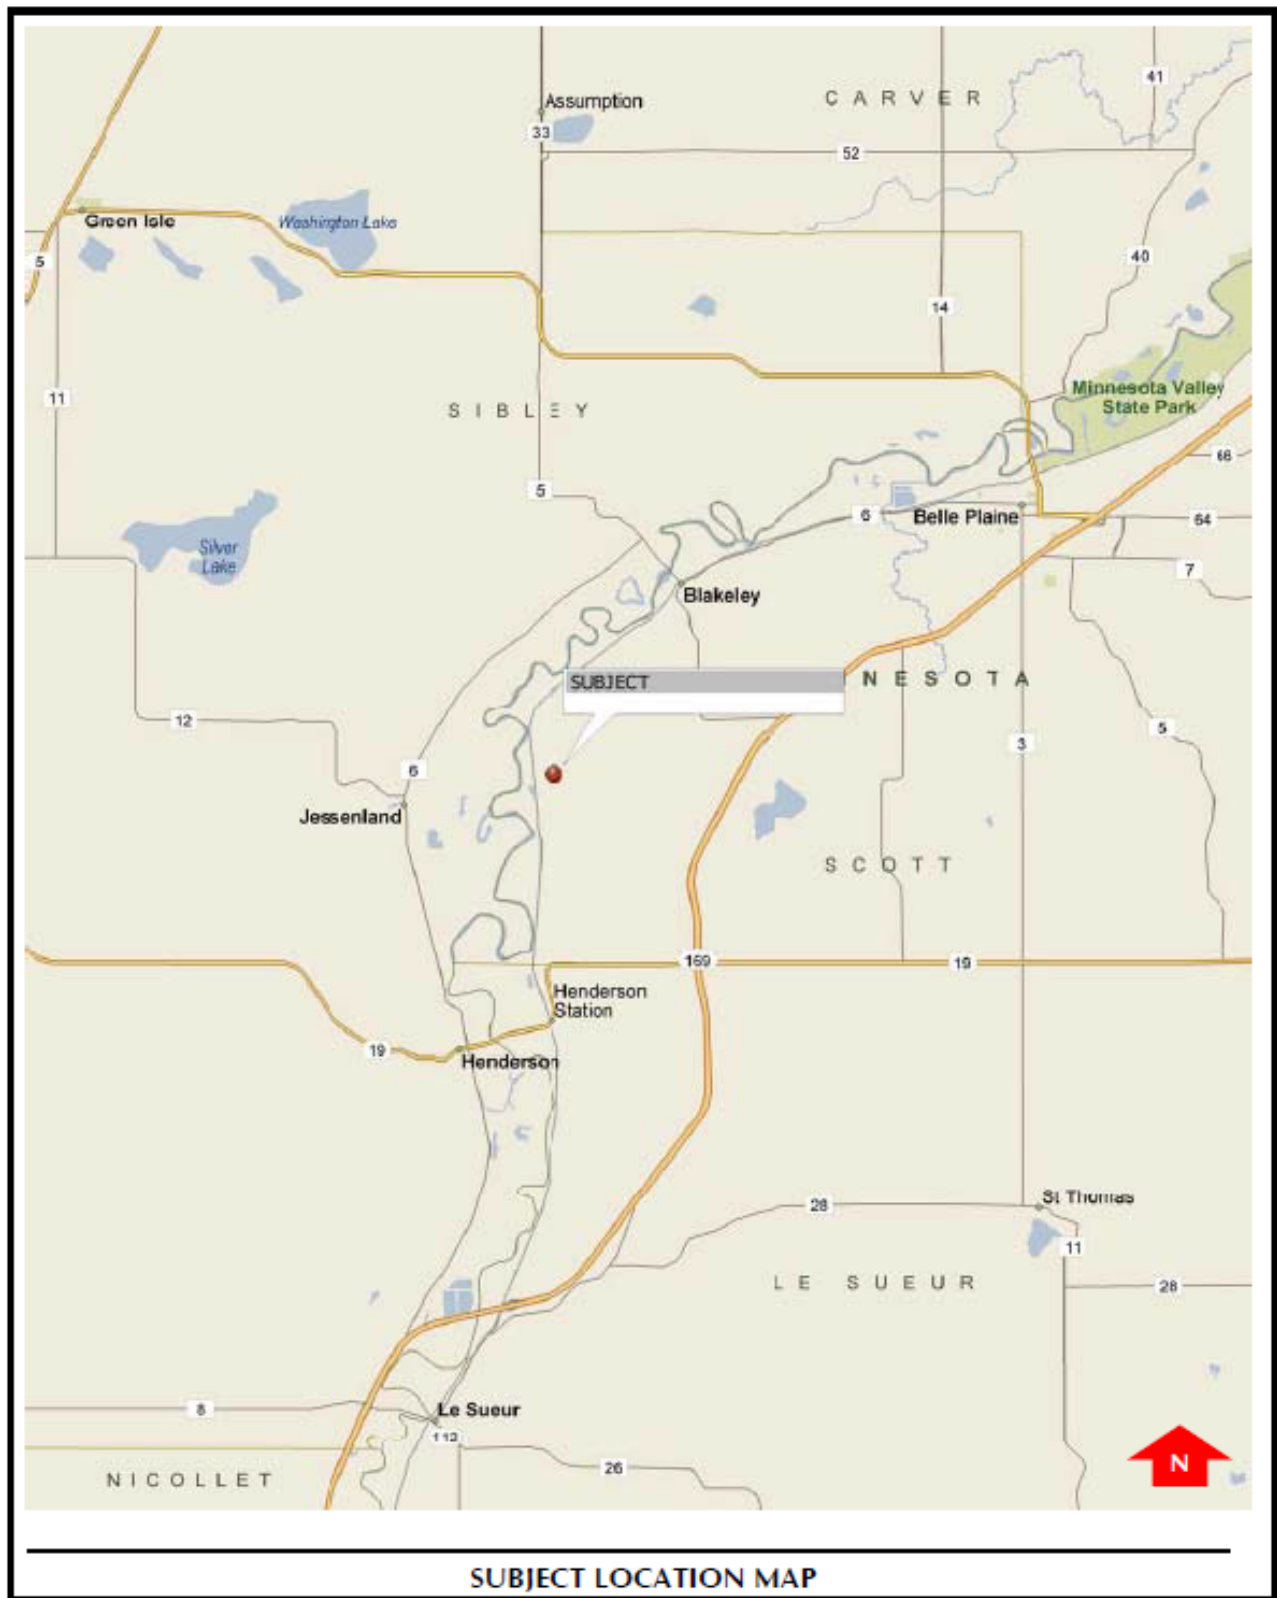 41
CARVER
Assumption
33
52
Green Isle
Washington Lake
5
40
14
Minnesota Valley
State Park
11
SIBLEY
66
5
6
Belle Plaine
64
Silver
Lake
7
Blakeley
SUBJECT
NESOTA
12
5
3
6
Jessenland
SCOTT
169
19
Henderson
Station
19
Henderson
St Thomas
28
11
LE SUEUR
28
8
Le Sueur
112
N
26
NICOLLET
SUBJECT LOCATION MAP